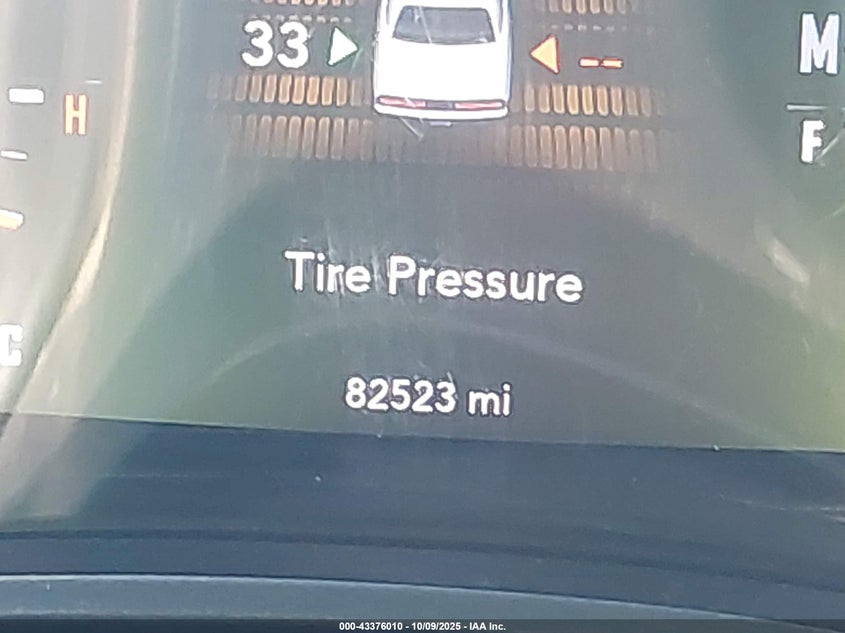 33 --
M
H
F
Tire Pressure
C
82523 mi
000-43376010 - 10/09/2025 - IAA Inc.